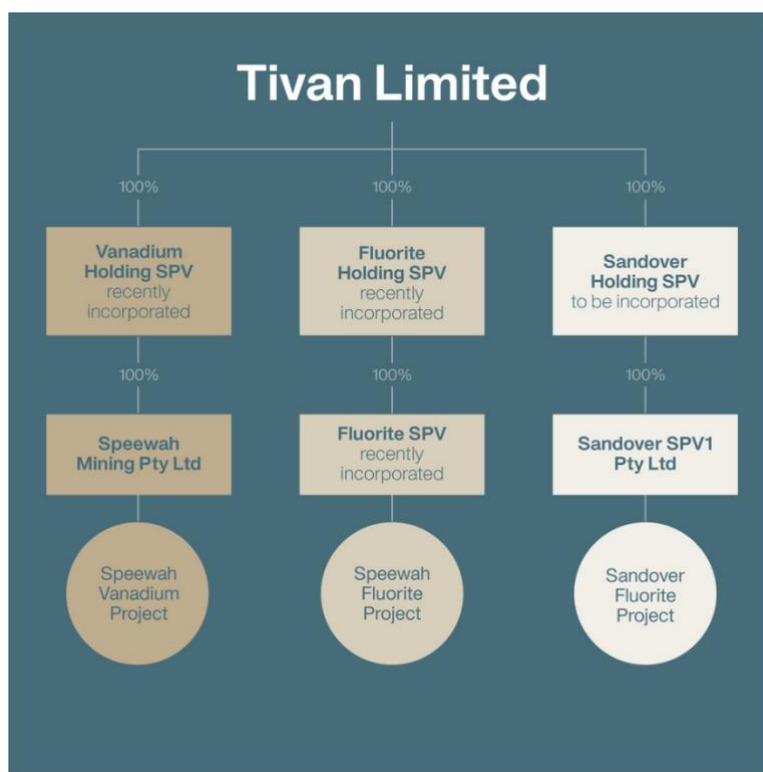 Tivan Limited
100%
100%
100%
Vanadium
Holding SPV
recently
incorporated
Fluorite
Holding SPV
recently
incorporated
Sandover
Holding SPV
to be incorporated
100%
100%
100%
Speewah
Mining Pty Ltd
Fluorite SPV
recently
incorporated
Sandover SPV1
Pty Ltd
Speewah
Vanadium
Project
Speewah
Fluorite
Project
Sandover
Fluorite
Project